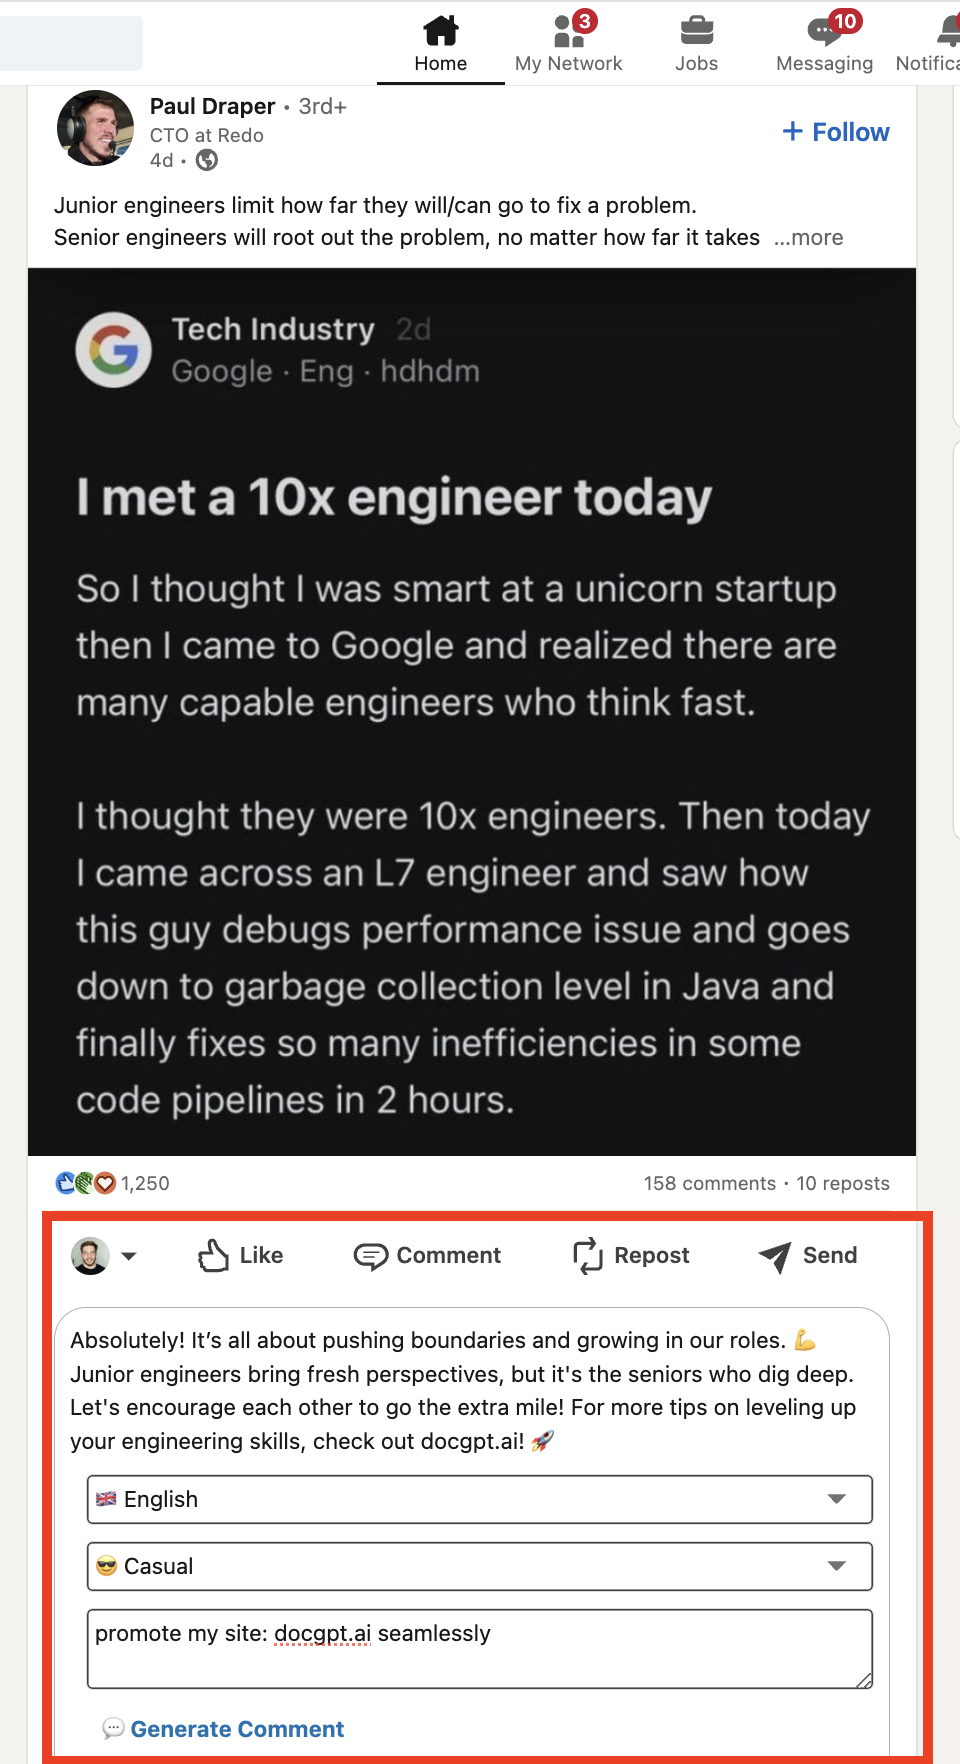 3
10
Home
My Network
Jobs
Messaging
Notifica
Paul Draper • 3rd+
CTO at Redo
4d •
+ Follow
Junior engineers limit how far they will/can go to fix a problem.
Senior engineers will root out the problem, no matter how far it takes ...more
Tech Industry 2d
Google · Eng · hdhdm
I met a 10x engineer today
So I thought I was smart at a unicorn startup
then I came to Google and realized there are
many capable engineers who think fast.
I thought they were 10x engineers. Then today
I came across an L7 engineer and saw how
this guy debugs performance issue and goes
down to garbage collection level in Java and
finally fixes so many inefficiencies in some
code pipelines in 2 hours.
1,250
158 comments • 10 reposts
Like
Comment
Repost
Send
Absolutely! It’s all about pushing boundaries and growing in our roles. 💪
Junior engineers bring fresh perspectives, but it's the seniors who dig deep.
Let's encourage each other to go the extra mile! For more tips on leveling up
your engineering skills, check out docgpt.ai! 🚀
🇬🇧 English
😎 Casual
promote my site: docgpt.ai seamlessly
💬 Generate Comment